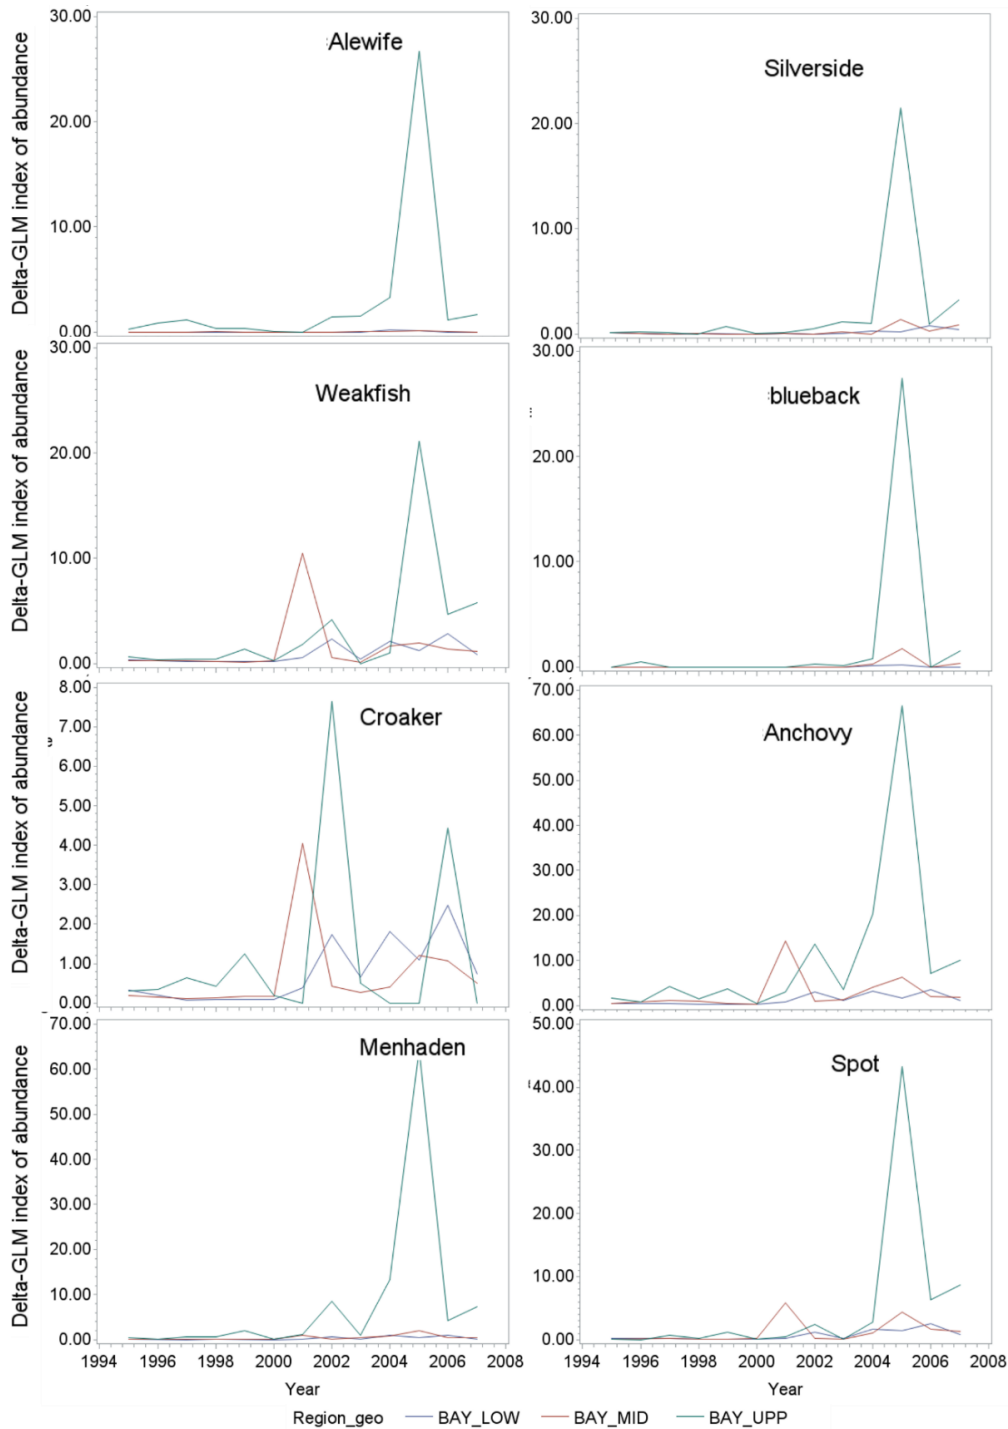 Delta-GLM index of abundance
30.00
20.00
10.00
0.00
Alewife
30.00
20.00
10.00
0.00
Silverside
Delta-GLM index of abundance
30.00
20.00
10.00
0.00
Weakfish
30.00
20.00
10.00
0.00
blueback
Delta-GLM index of abundance
8.00
7.00
6.00
5.00
4.00
3.00
2.00
1.00
0.00
Croaker
70.00
60.00
50.00
40.00
30.00
20.00
10.00
0.00
Anchovy
Delta-GLM index of abundance
70.00
60.00
50.00
40.00
30.00
20.00
10.00
0.00
Menhaden
1994 1996 1998 2000 2002 2004 2006 2008
Year
50.00
40.00
30.00
20.00
10.00
0.00
Spot
1994 1996 1998 2000 2002 2004 2006 2008
Year
Region_geo BAY_LOW BAY_MID BAY_UPP